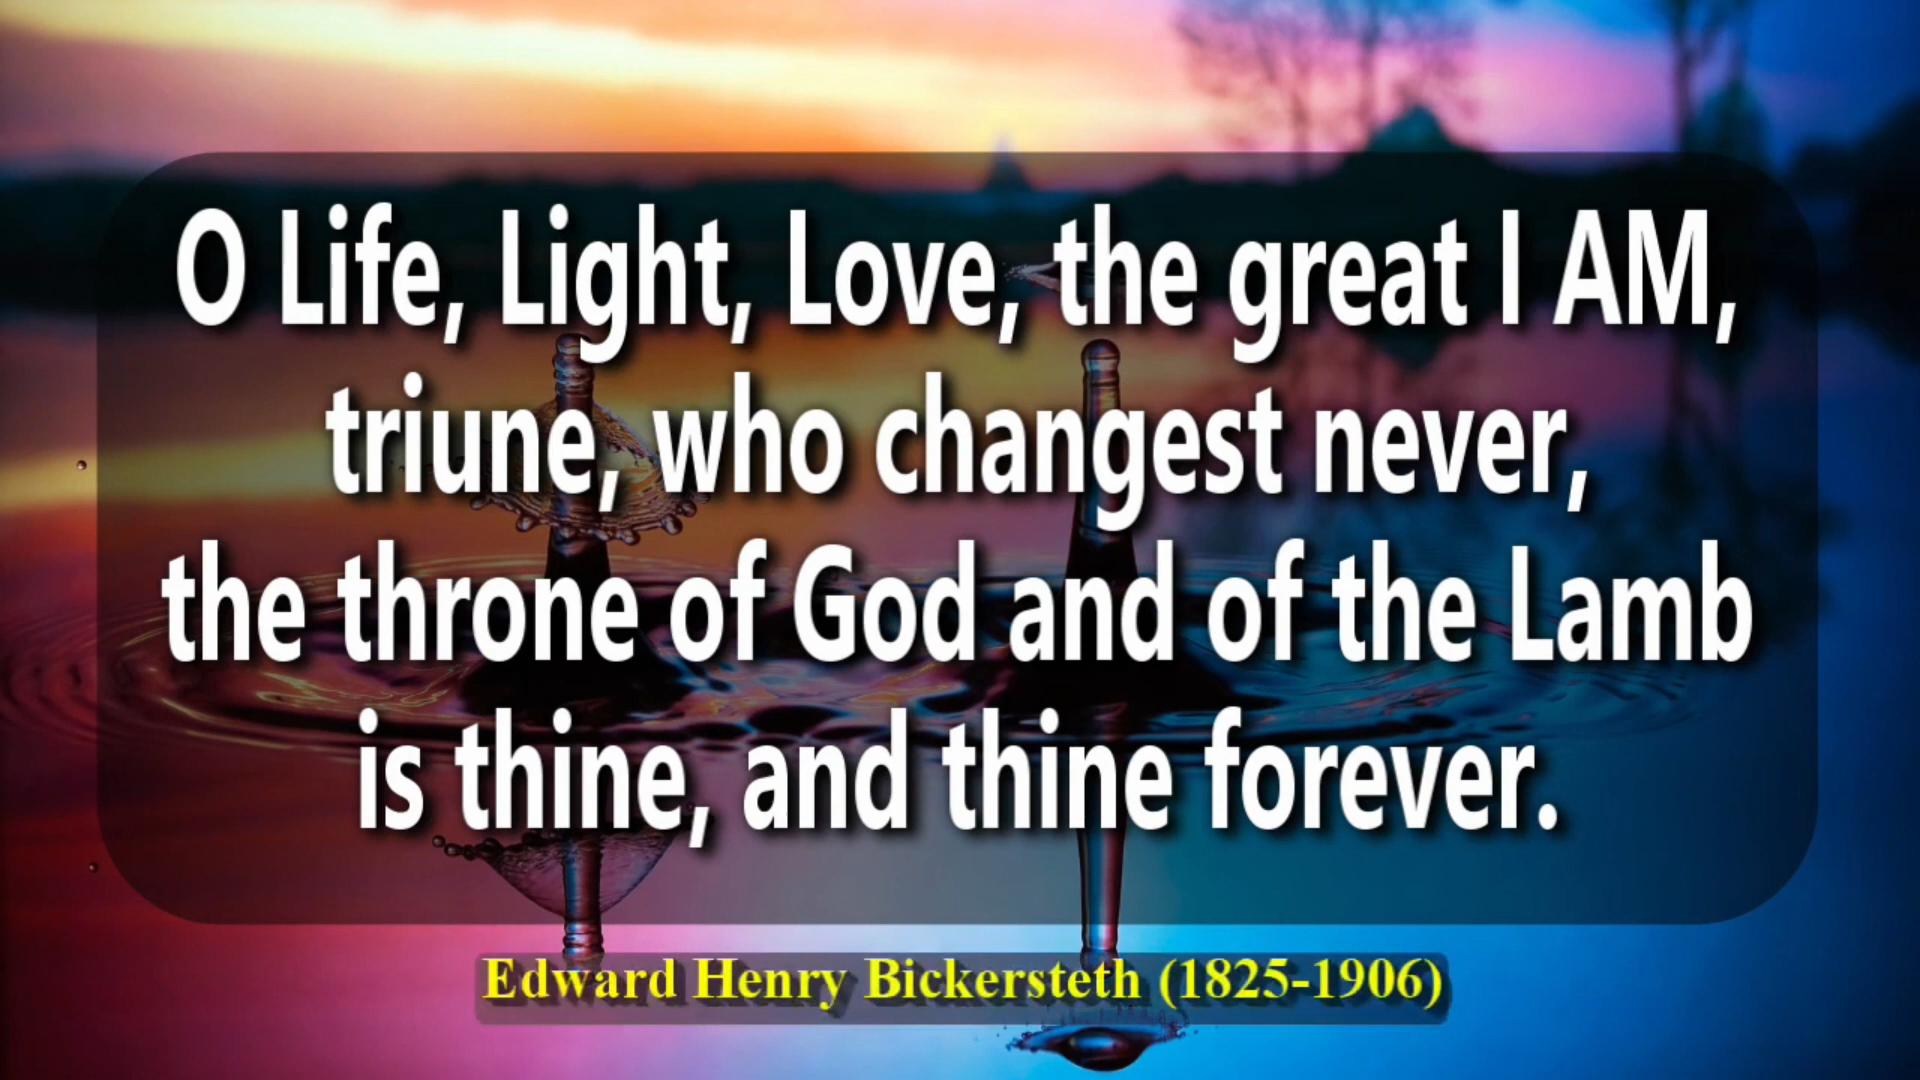 O Life, Light, Love, the great I AM,
triune, who changest never,
the throne of God and of the Lamb
is thine, and thine forever.
Edward Henry Bickersteth (1825-1906)